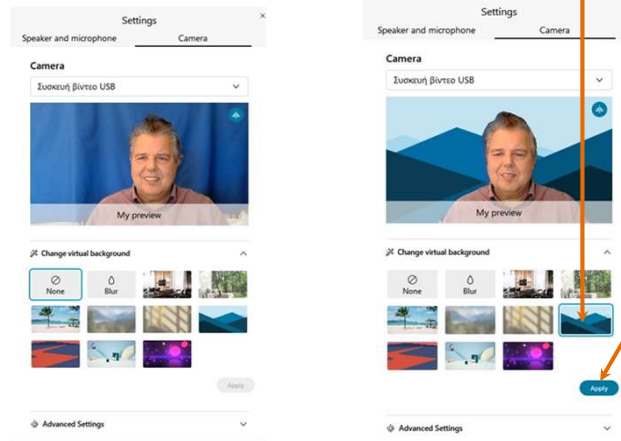 Settings
×
Speaker and microphone Camera
Camera
Συσκευή βίντεο USB
My preview
Change virtual background
None Blur
Apply
Advanced Settings
Settings
Speaker and microphone Camera
Camera
Συσκευή βίντεο USB
My preview
Change virtual background
None Blur
Apply
Advanced Settings